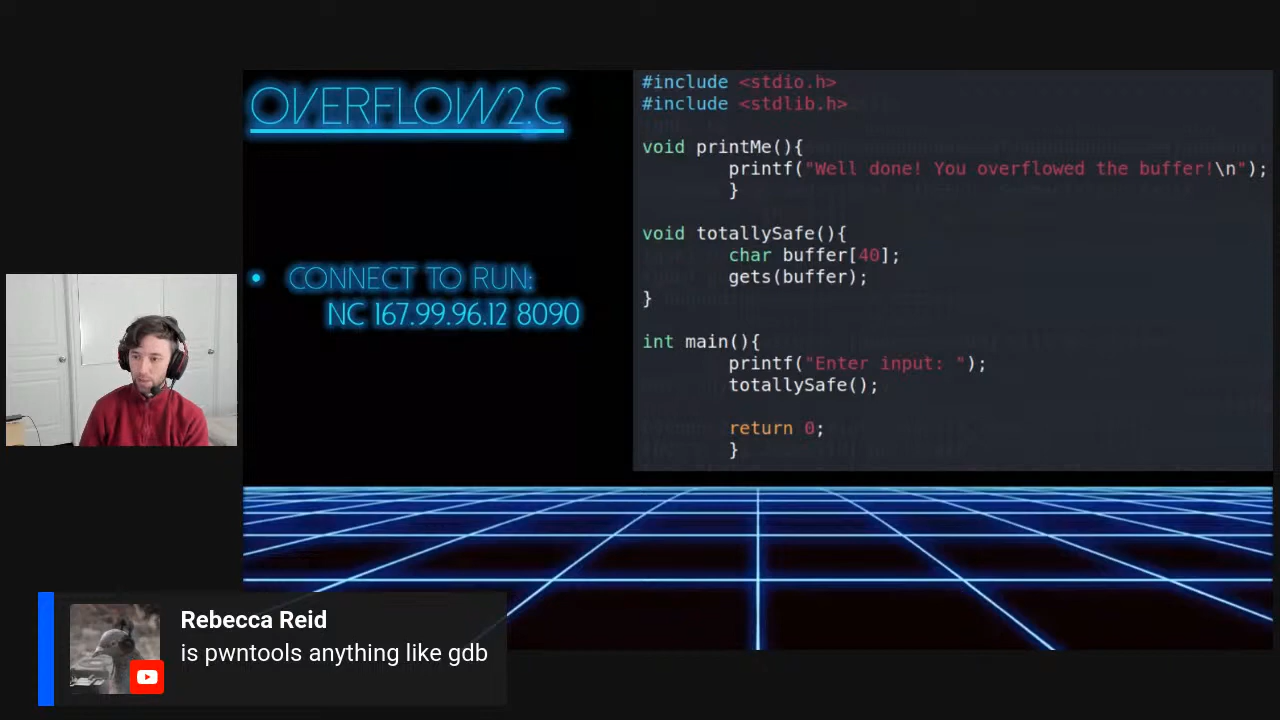 OVERFLOW2.C
• CONNECT TO RUN:
NC 167.99.96.12 8090
#include <stdio.h>
#include <stdlib.h>
void printMe(){
printf("Well done! You overflowed the buffer!\n");
}
void totallySafe(){
char buffer[40];
gets(buffer);
}
int main(){
printf("Enter input: ");
totallySafe();
return 0;
}
Rebecca Reid
is pwntools anything like gdb